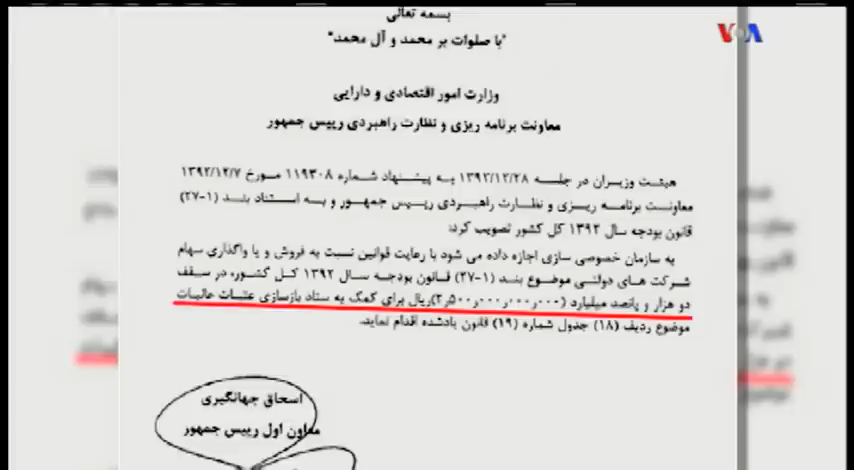 بسمه تعالی
"با صلوات بر محمد و آل محمد"
VOA
وزارت امور اقتصادی و دارایی
معاونت برنامه ریزی و نظارت راهبردی رییس جمهور
هیئت وزیران در جلسه ۱۳۹۲/۱۲/۲۸ به پیشنهاد شماره ۱۱۹۳۰۸ مورخ ۱۳۹۲/۱۲/۷
معاونت برنامه ریزی و نظارت راهبردی رییس جمهور و به استناد بند (۱-۲۷)
قانون بودجه سال ۱۳۹۲ کل کشور تصویب کرد:
به سازمان خصوصی سازی اجازه داده می شود با رعایت قوانین نسبت به فروش و یا واگذاری سهام
شرکت های دولتی موضوع بند (۱-۲۷) قانون بودجه سال ۱۳۹۲ کل کشور، در سقف
دو هزار و پانصد میلیارد (۲٫۵۰۰٫۰۰۰٫۰۰۰٫۰۰۰) ریال برای کمک به ستاد بازسازی عتبات عالیات
موضوع ردیف (۱۸) جدول شماره (۱۹) قانون یادشده اقدام نماید.
اسحاق جهانگیری
معاون اول رییس جمهور